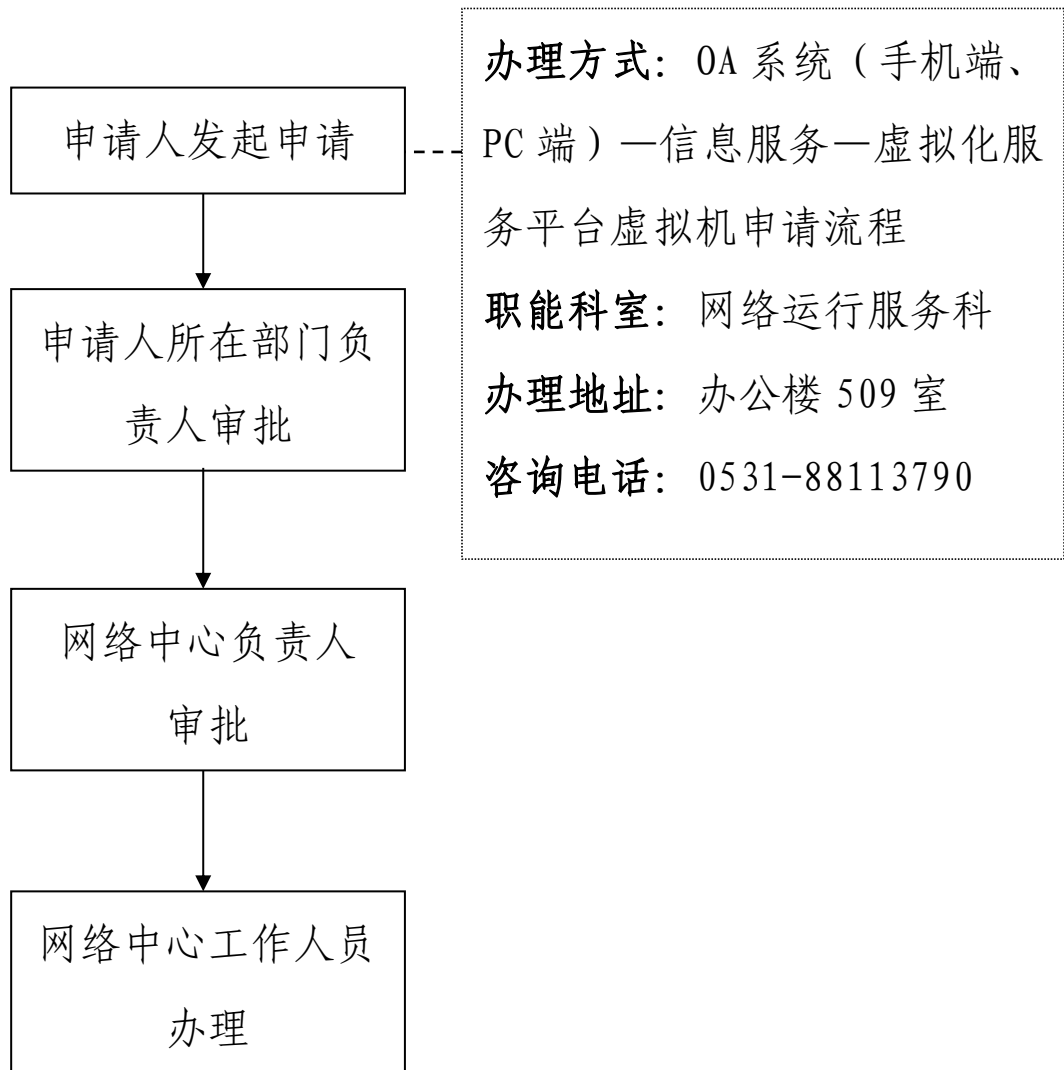 申请人发起申请
办理方式：OA 系统（手机端、
PC 端）—信息服务—虚拟化服
务平台虚拟机申请流程
职能科室：网络运行服务科
办理地址：办公楼 509 室
咨询电话：0531-88113790
申请人所在部门负
责人审批
网络中心负责人
审批
网络中心工作人员
办理